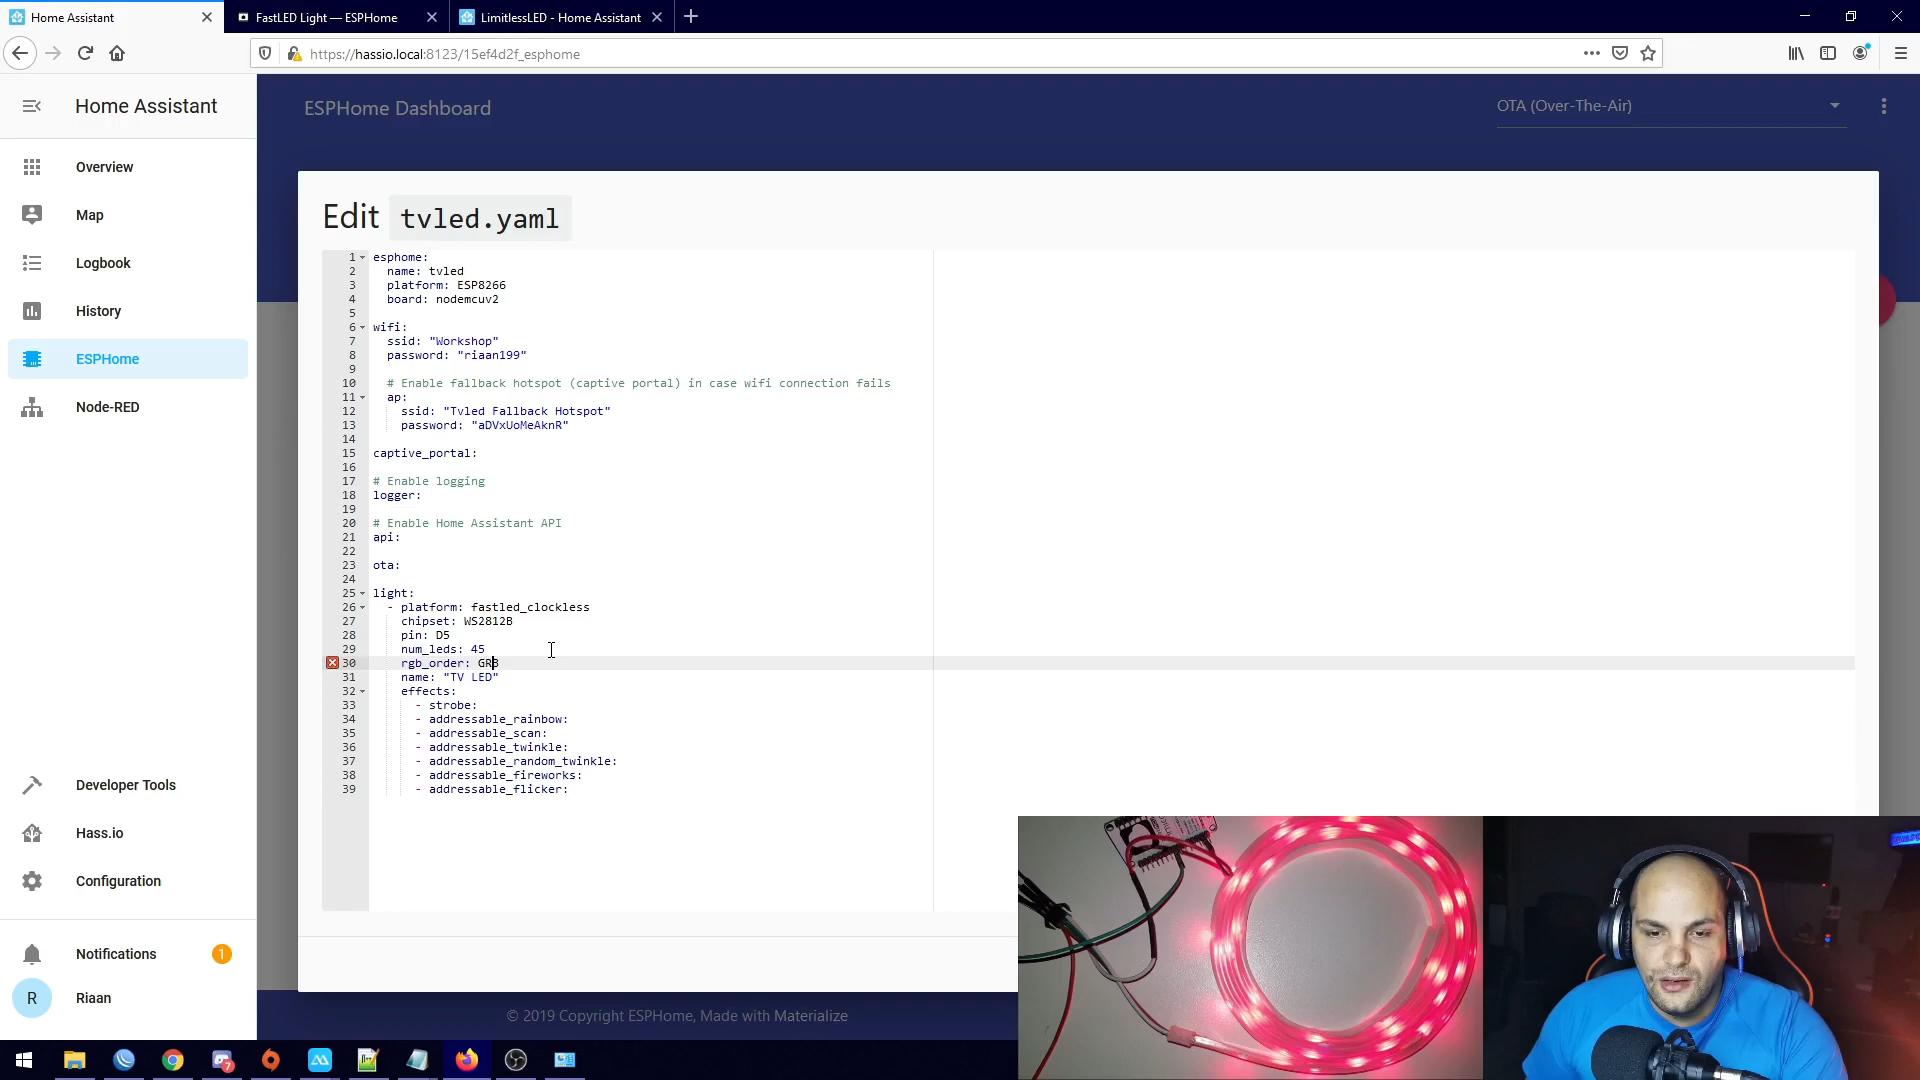 Home Assistant
FastLED Light — ESPHome
LimitlessLED - Home Assistant
https://hassio.local:8123/15ef4d2f_esphome
Home Assistant
ESPHome Dashboard
OTA (Over-The-Air)
Overview
Map
Logbook
History
ESPHome
Node-RED
Developer Tools
Hass.io
Configuration
Notifications
1
R
Riaan
Edit tvled.yaml
1 esphome:
2 name: tvled
3 platform: ESP8266
4 board: nodemcuv2
5
6 wifi:
7 ssid: "Workshop"
8 password: "riaan199"
9
10 # Enable fallback hotspot (captive portal) in case wifi connection fails
11 ap:
12 ssid: "Tvled Fallback Hotspot"
13 password: "aDVxUoMeAknR"
14
15 captive_portal:
16
17 # Enable logging
18 logger:
19
20 # Enable Home Assistant API
21 api:
22
23 ota:
24
25 light:
26 - platform: fastled_clockless
27 chipset: WS2812B
28 pin: D5
29 num_leds: 45
30 rgb_order: GRB
31 name: "TV LED"
32 effects:
33 - strobe:
34 - addressable_rainbow:
35 - addressable_scan:
36 - addressable_twinkle:
37 - addressable_random_twinkle:
38 - addressable_fireworks:
39 - addressable_flicker:
© 2019 Copyright ESPHome, Made with Materialize